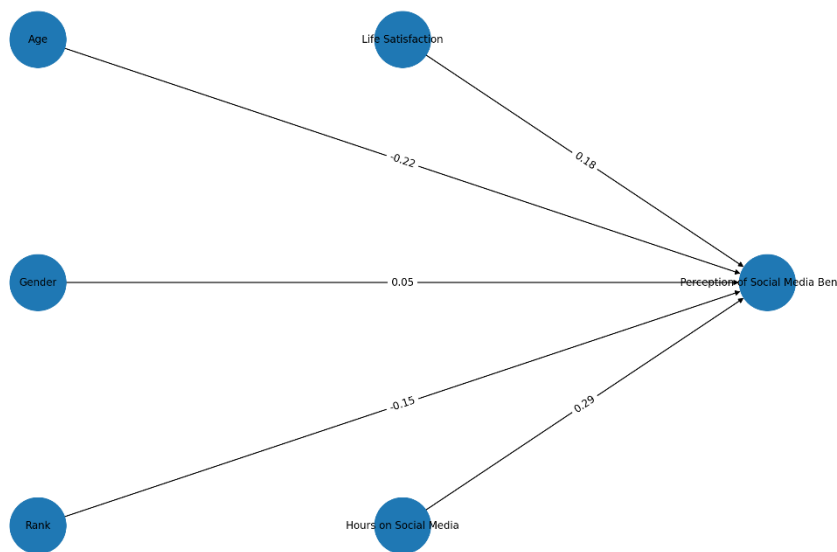 Age
Life Satisfaction
-0.22
0.18
Gender
0.05
Perception of Social Media Ben
-0.15
0.29
Rank
Hours on Social Media